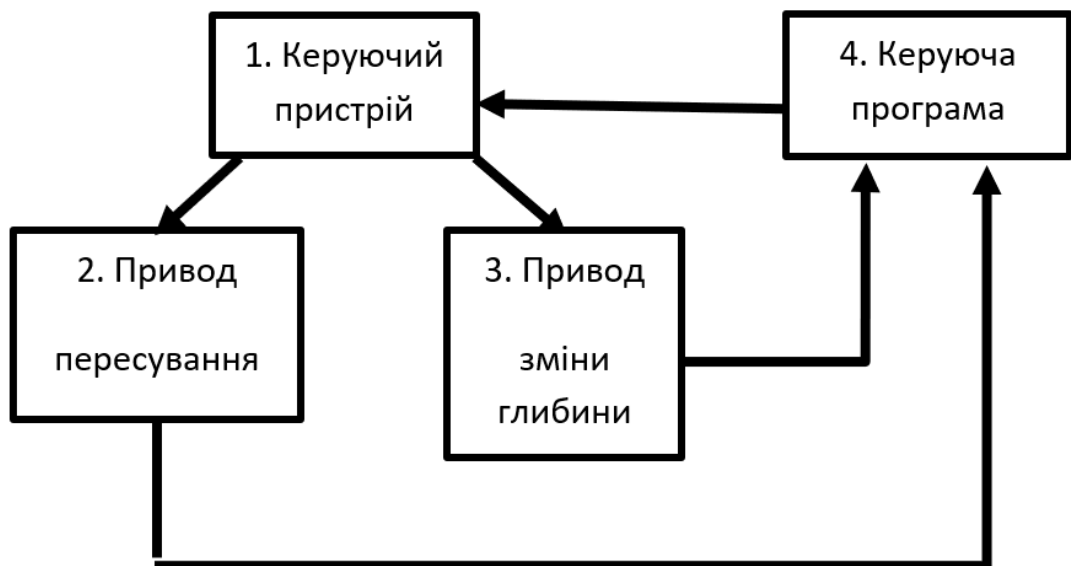 1. Керуючий
пристрій
4. Керуюча
програма
2. Привод
пересування
3. Привод
зміни
глибини